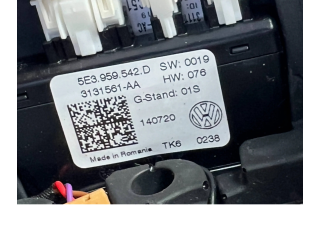 5E3.959.542.D SW: 0019
3131561-AA HW: 076
G-Stand: 01S
140720
Made in Romania TK6 0238